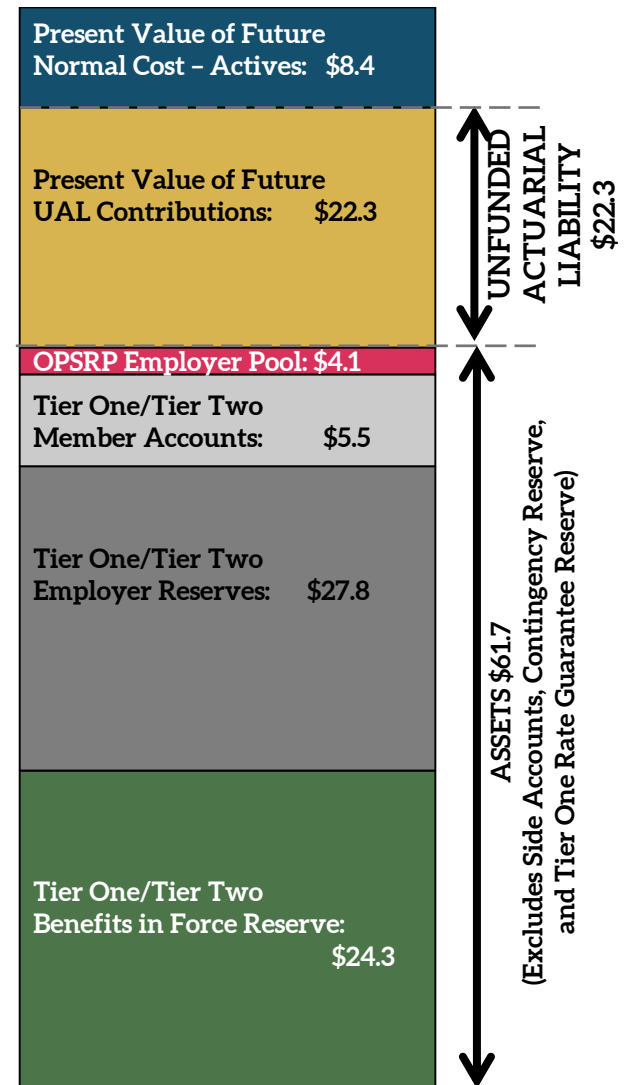 Present Value of Future
Normal Cost – Actives: $8.4
Present Value of Future
UAL Contributions: $22.3
UNFUNDED
ACTUARIAL
LIABILITY
$22.3
OPSRP Employer Pool: $4.1
Tier One/Tier Two
Member Accounts: $5.5
Tier One/Tier Two
Employer Reserves: $27.8
Tier One/Tier Two
Benefits in Force Reserve:
$24.3
ASSETS $61.7
(Excludes Side Accounts, Contingency Reserve,
and Tier One Rate Guarantee Reserve)